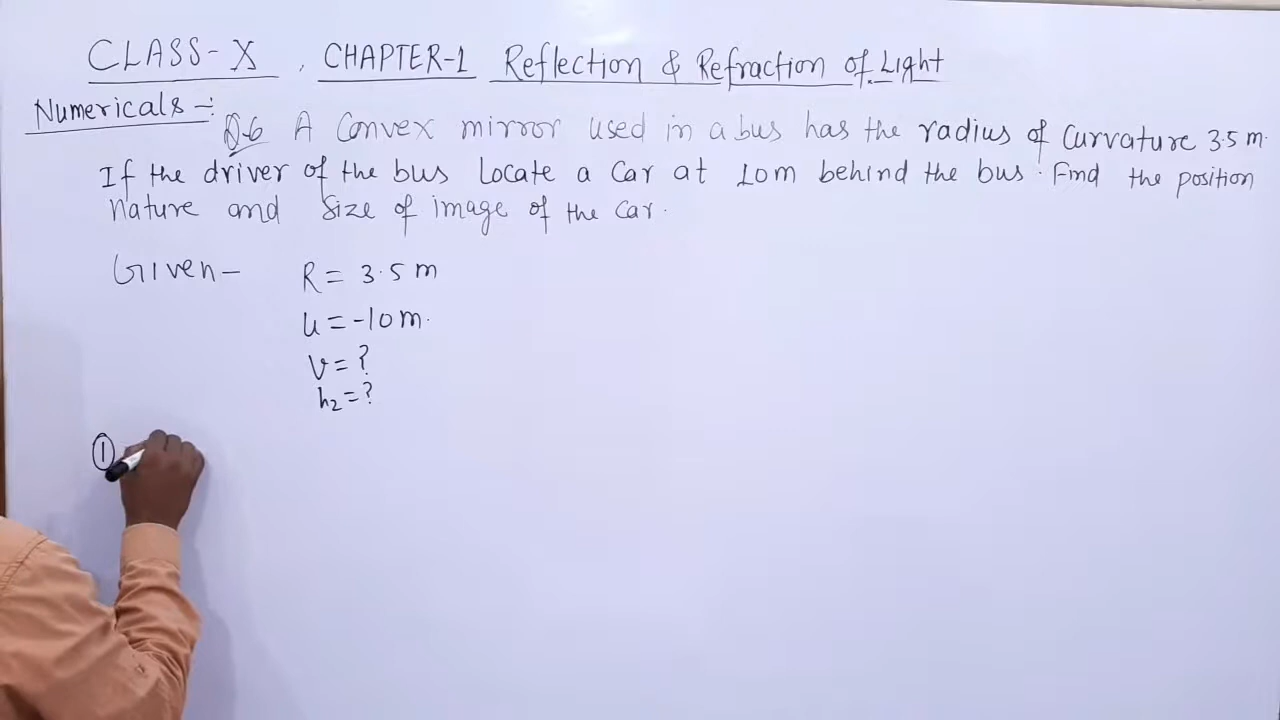 CLASS-X , CHAPTER-1 Reflection & Refraction of Light
Numericals -:
Q.6 A Convex mirror used in a bus has the radius of Curvature 3.5 m.
If the driver of the bus Locate a Car at 10m behind the bus. Find the position
nature and size of image of the Car.
Given- R = 3.5 m
u = -10 m.
v = ?
h₂ = ?
①